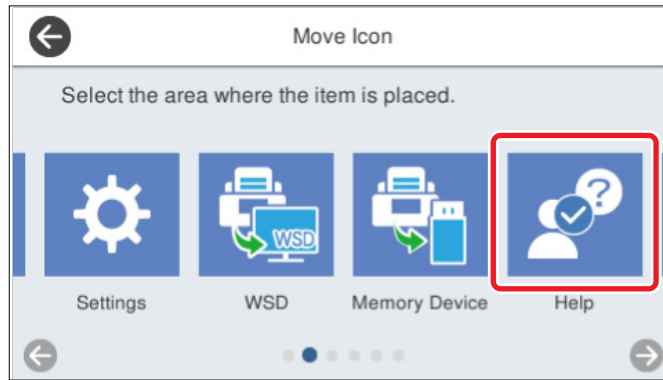 Move Icon
Select the area where the item is placed.
WSD
?
Settings
WSD
Memory Device
Help